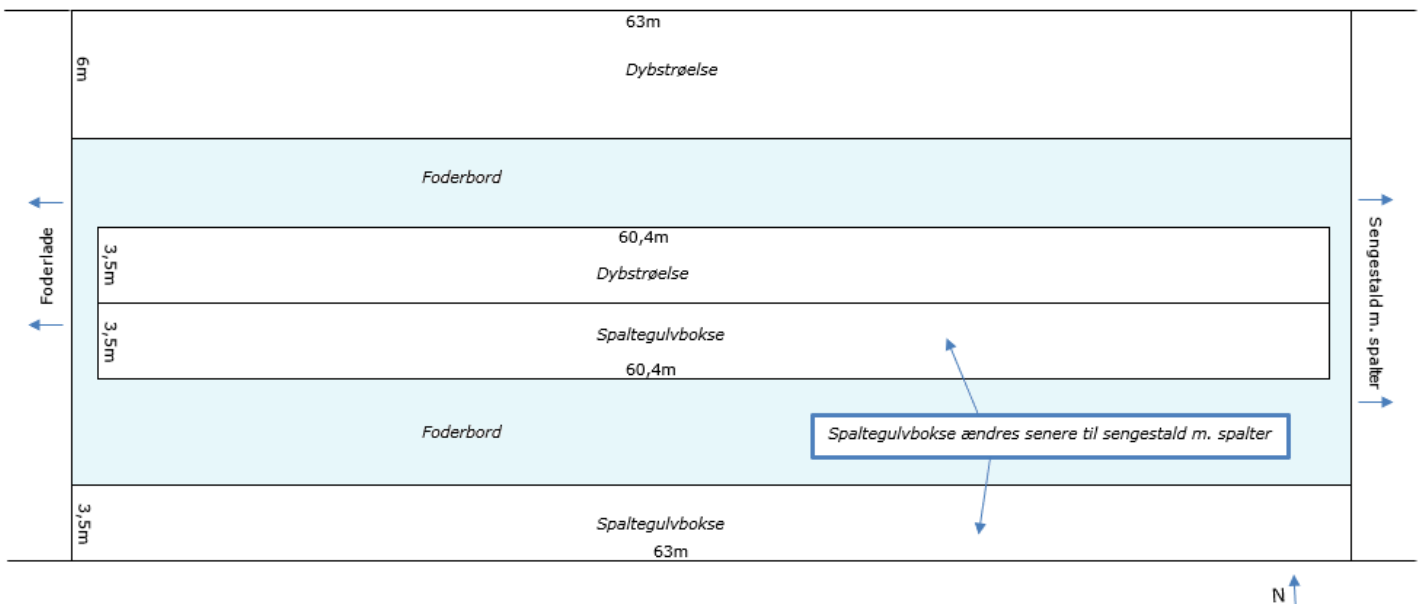 63m
6m
Dybstrøelse
Foderbord
Foderlade
Sengestald m. spalter
60,4m
3,5m
Dybstrøelse
3,5m
Spaltegulvbokse
60,4m
Foderbord
Spaltegulvbokse ændres senere til sengestald m. spalter
3,5m
Spaltegulvbokse
63m
N